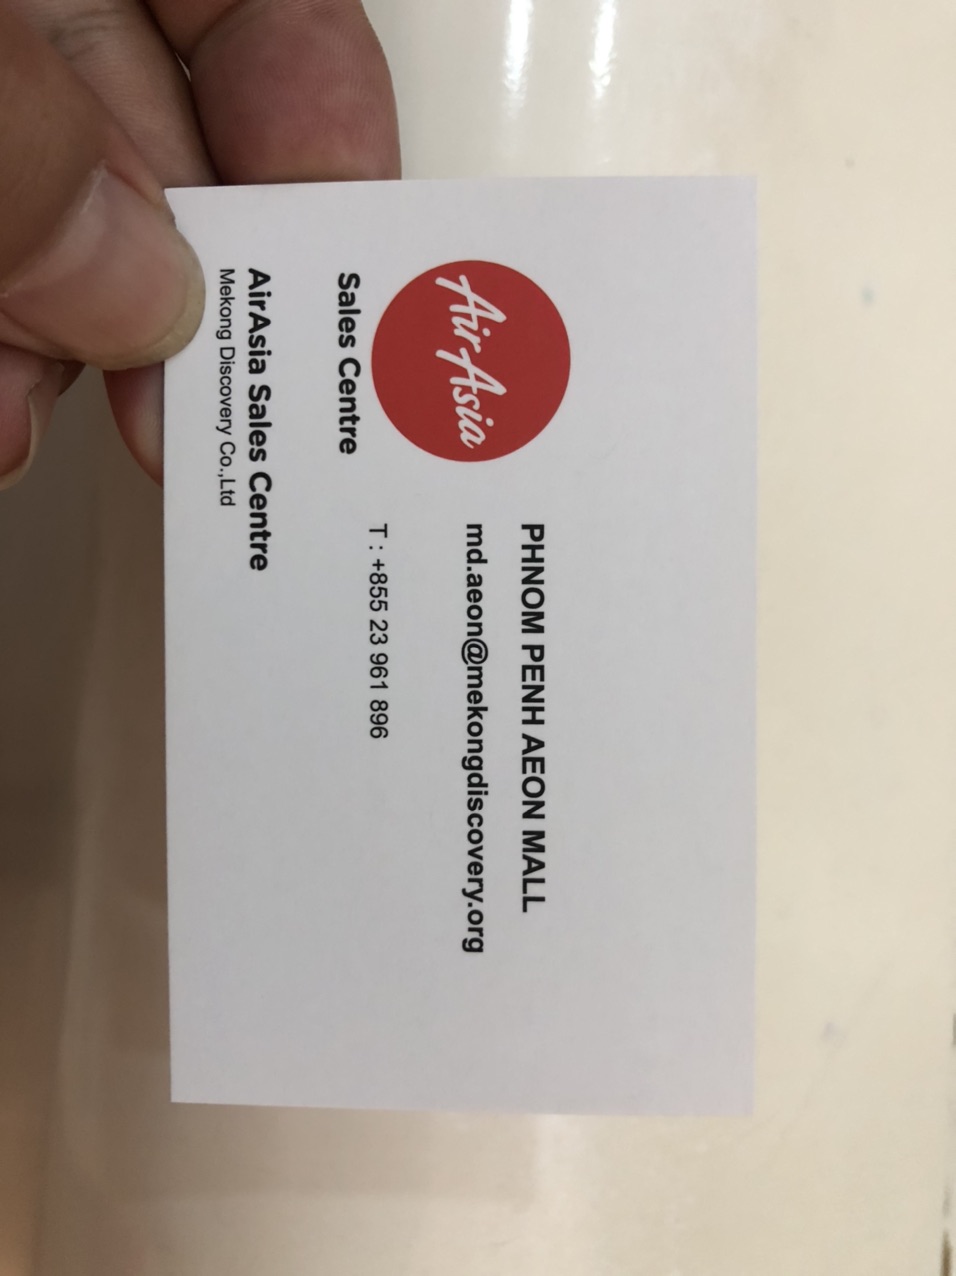 AirAsia
Sales Centre
PHNOM PENH AEON MALL
md.aeon@mekongdiscovery.org
T : +855 23 961 896
AirAsia Sales Centre
Mekong Discovery Co.,Ltd